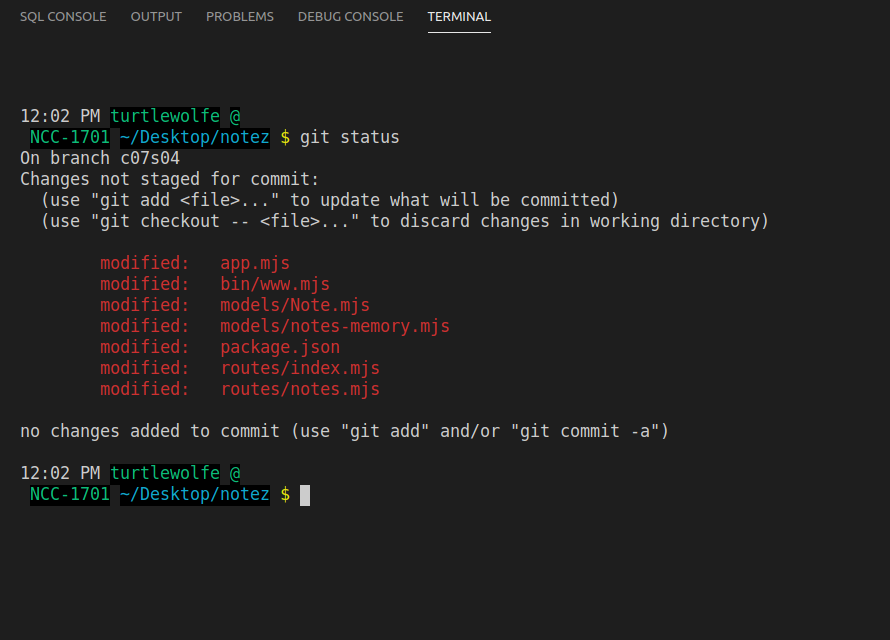 SQL CONSOLE OUTPUT PROBLEMS DEBUG CONSOLE TERMINAL
12:02 PM turtlewolfe @
NCC-1701 ~/Desktop/notez $ git status
On branch c07s04
Changes not staged for commit:
(use "git add <file>..." to update what will be committed)
(use "git checkout -- <file>..." to discard changes in working directory)
modified: app.mjs
modified: bin/www.mjs
modified: models/Note.mjs
modified: models/notes-memory.mjs
modified: package.json
modified: routes/index.mjs
modified: routes/notes.mjs
no changes added to commit (use "git add" and/or "git commit -a")
12:02 PM turtlewolfe @
NCC-1701 ~/Desktop/notez $